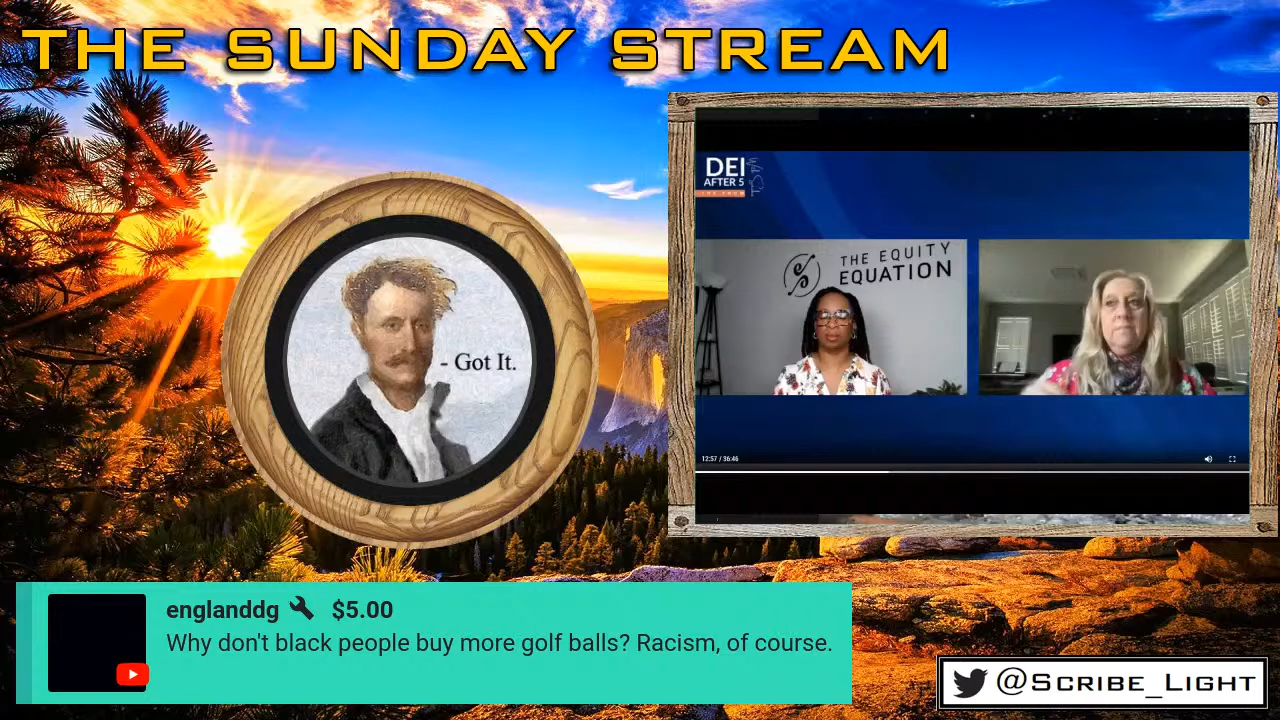 THE SUNDAY STREAM
DEI
AFTER 5
THE EQUITY
EQUATION
- Got It.
12:57 / 36:46
englanddg $5.00
Why don't black people buy more golf balls? Racism, of course.
@Scribe_Light